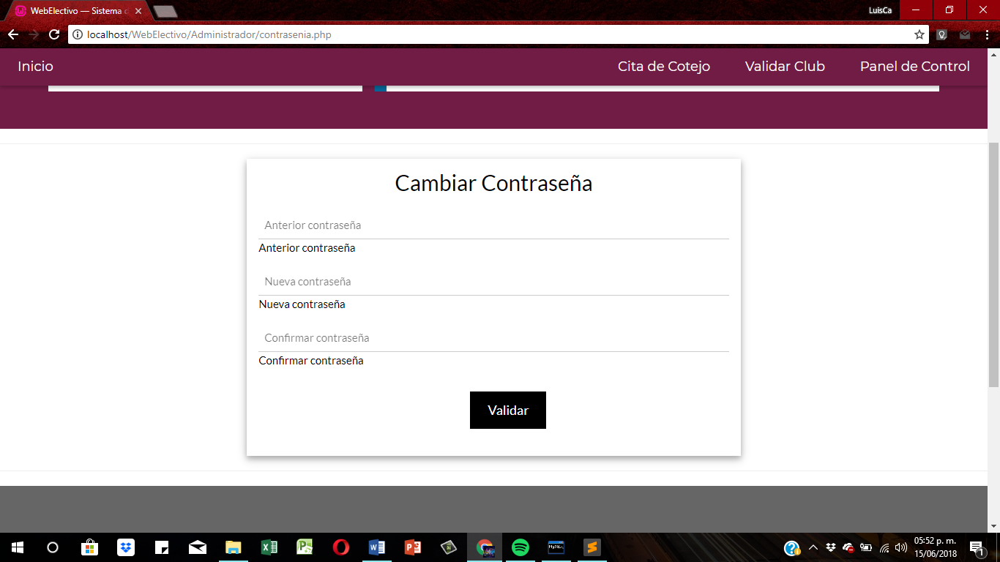 WebElectivo — Sistema d
LuisCa
localhost/WebElectivo/Administrador/contrasenia.php
Inicio Cita de Cotejo Validar Club Panel de Control
Cambiar Contraseña
Anterior contraseña
Anterior contraseña
Nueva contraseña
Nueva contraseña
Confirmar contraseña
Confirmar contraseña
Validar
05:52 p. m.
15/06/2018
1